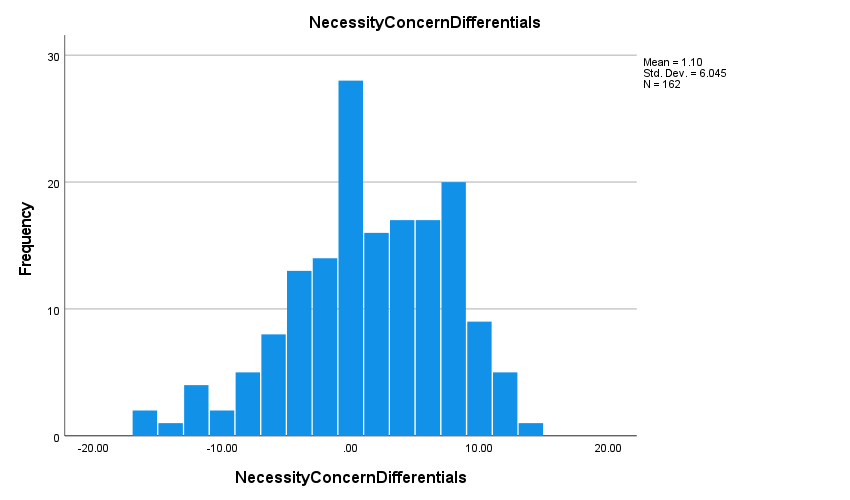 NecessityConcernDifferentials
Mean = 1.10
Std. Dev. = 6.045
N = 162
30
20
10
0
Frequency
-20.00
-10.00
.00
10.00
20.00
NecessityConcernDifferentials